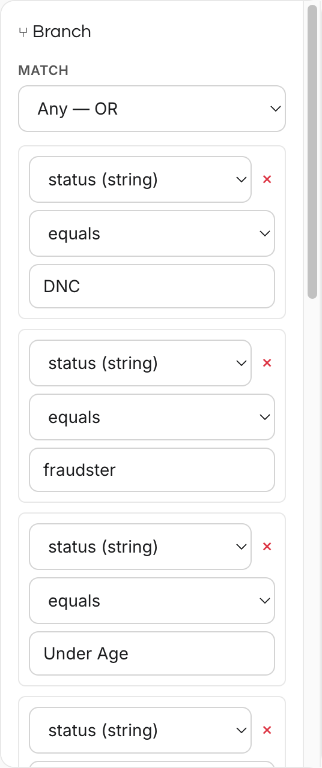 Branch
MATCH
Any — OR
status (string)
×
equals
DNC
status (string)
×
equals
fraudster
status (string)
×
equals
Under Age
status (string)
×